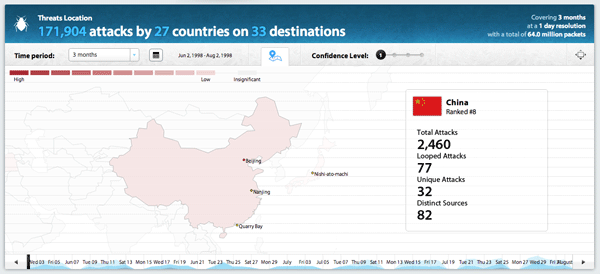 Threats Location
171,904 attacks by 27 countries on 33 destinations
Covering 3 months
at a 1 day resolution
with a total of 64.0 million packets
Time period:
3 months
Jun 2, 1998 - Aug 2, 1998
Confidence Level:
1
High
Low
Insignificant
China
Ranked #8
Total Attacks
2,460
Looped Attacks
77
Unique Attacks
32
Distinct Sources
82
Beijing
Nishi-ato-machi
Nanjing
Quarry Bay
Wed 03 Fri 05 Jun 07 Tue 09 Thu 11 Sat 13 Mon 15 Wed 17 Fri 19 Jun 21 Tue 23 Thu 25 Sat 27 Mon 29 July Fri 03 Jul 05 Tue 07 Thu 09 Sat 11 Mon 13 Wed 15 Fri 17 Jul 19 Tue 21 Thu 23 Sat 25 Mon 27 Wed 29 Fri 31 August